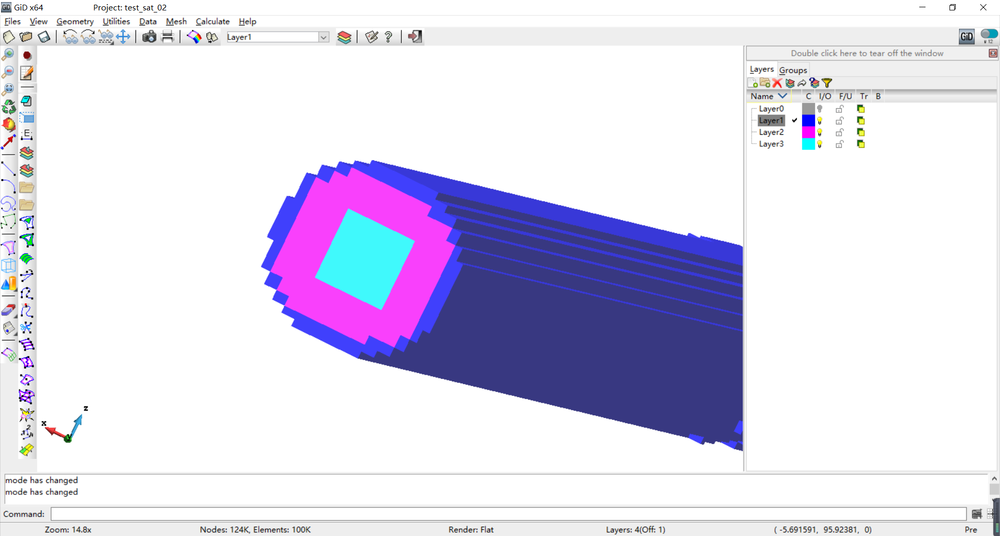 GiD x64 Project: test_sat_02
Files View Geometry Utilities Data Mesh Calculate Help
Layer1
GiD
v 12
Double click here to tear off the window
Layers Groups
Name C I/O F/U Tr B
Layer0
Layer1
Layer2
Layer3
E
z
x
mode has changed
mode has changed
Command:
Zoom: 14.8x Nodes: 124K, Elements: 100K Render: Flat Layers: 4(Off: 1) ( -5.691591, 95.92381, 0) Pre